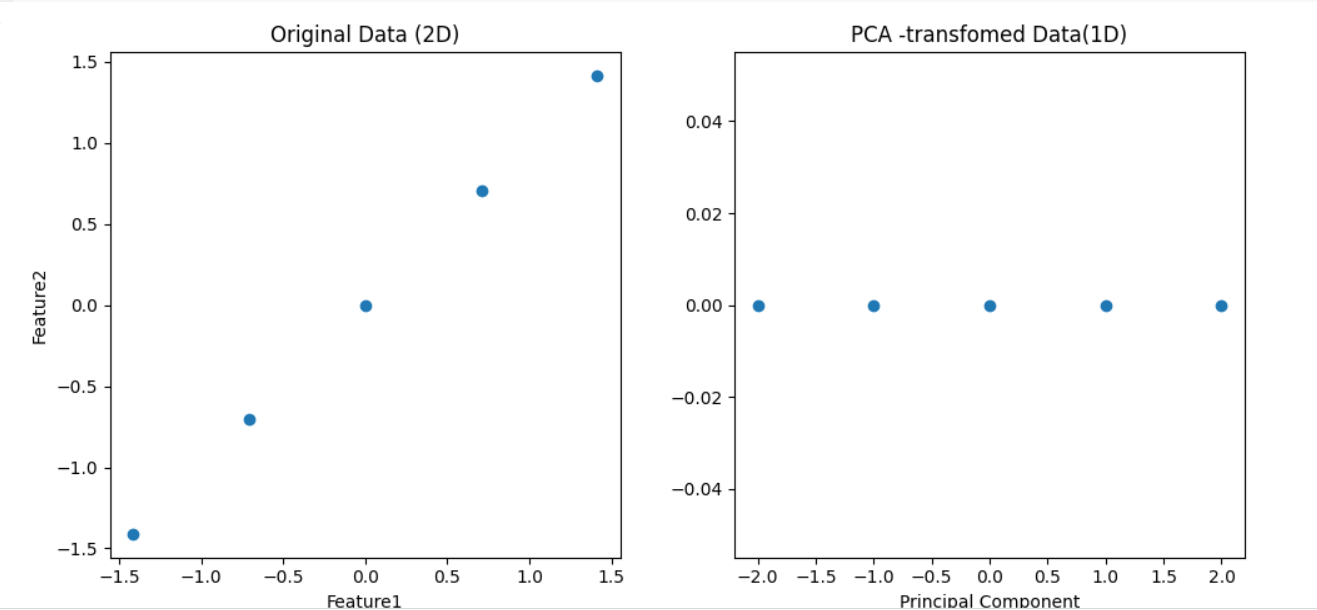 Original Data (2D)
1.5
1.0
0.5
0.0
−0.5
−1.0
−1.5
Feature2
−1.5 −1.0 −0.5 0.0 0.5 1.0 1.5
Feature1
PCA -transfomed Data(1D)
0.04
0.02
0.00
−0.02
−0.04
−2.0 −1.5 −1.0 −0.5 0.0 0.5 1.0 1.5 2.0
Principal Component